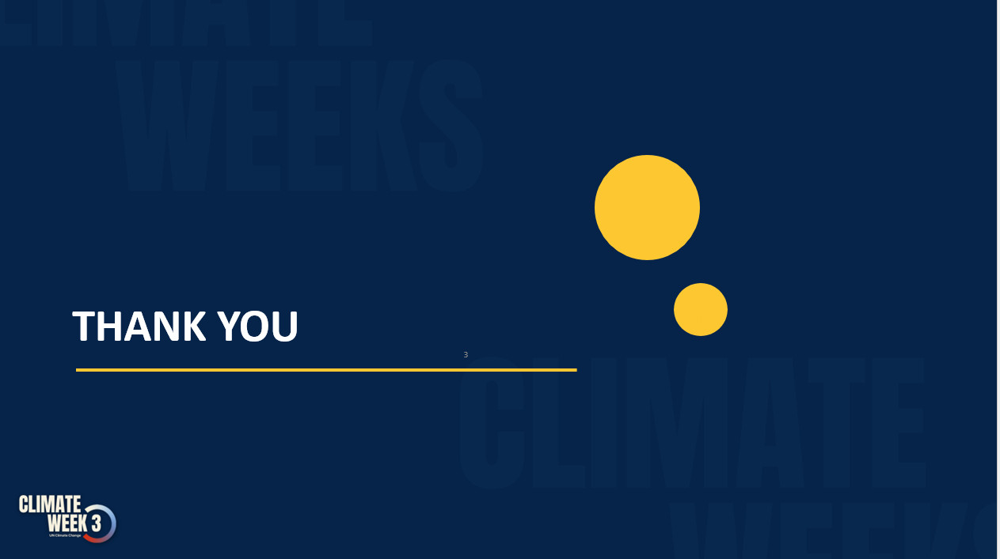 CLIMATE
WEEKS
THANK YOU
3
CLIMATE
WEEKS
CLIMATE
WEEK 3
UN Climate Change